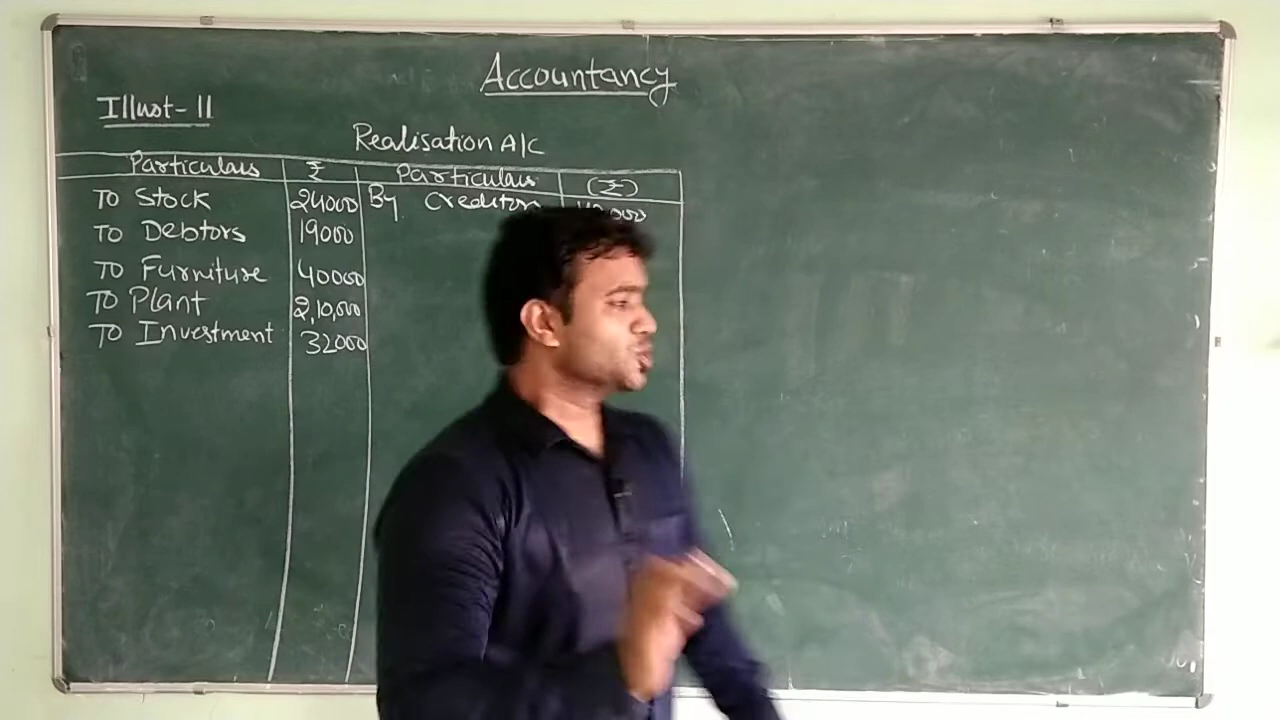 Accountancy
Illust-11
Realisation A/C
Particulars ₹ Particulars (₹)
To Stock 24000 By Creditors
To Debtors 19000
To Furniture 40000
To Plant 2,10,000
To Investment 32000